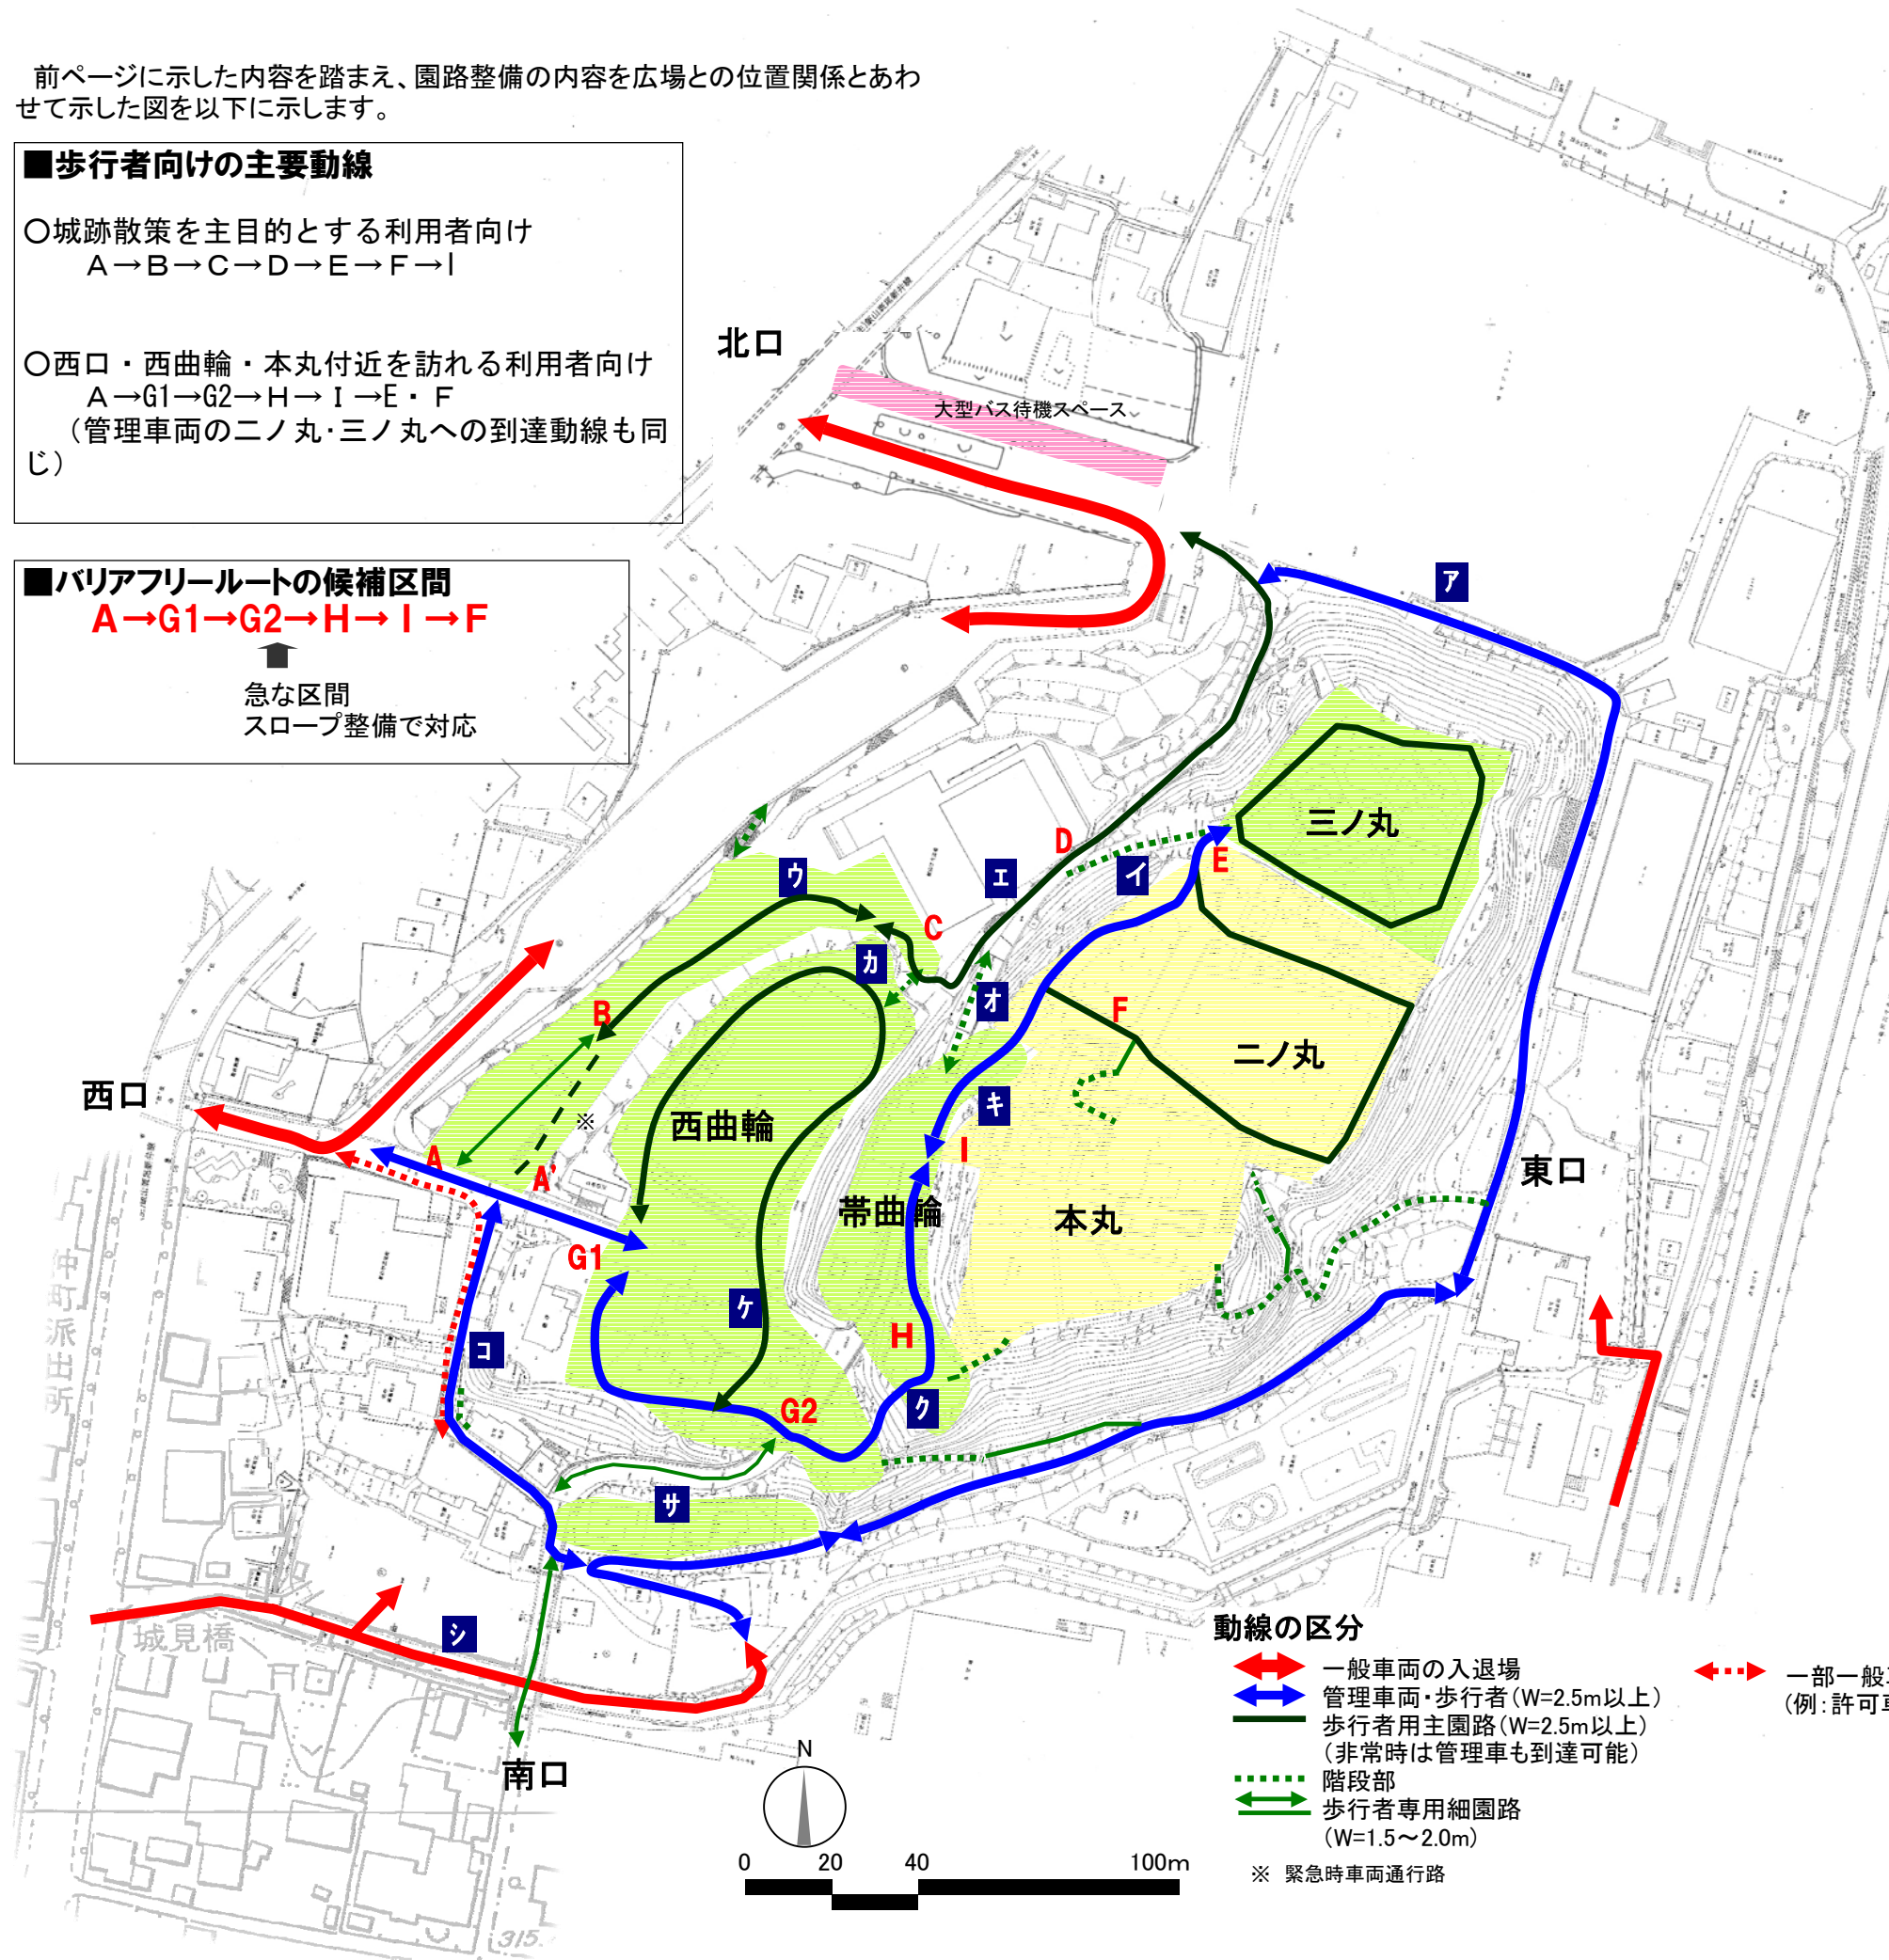 前ページに示した内容を踏まえ、園路整備の内容を広場との位置関係とあわ
せて示した図を以下に示します。
■歩行者向けの主要動線
○城跡散策を主目的とする利用者向け
A→B→C→D→E→F→I
○西口・西曲輪・本丸付近を訪れる利用者向け
A→G1→G2→H→I→E・F
(管理車両の二ノ丸・三ノ丸への到達動線も同
じ)
■バリアフリールートの候補区間
A→G1→G2→H→I→F
急な区間
スロープ整備で対応
北口
大型バス待機スペース
ア
三ノ丸
D
イ
E
エ
ウ
C
カ
オ
B
F
二ノ丸
西口
キ
西曲輪
※
I
A
A'
東口
帯曲輪
本丸
G1
ケ
H
コ
G2
ク
サ
仲町派出所
城見橋
シ
南口
N
0 20 40 100m
315
動線の区分
一般車両の入退場
管理車両・歩行者(W=2.5m以上)
歩行者用主園路(W=2.5m以上)
(非常時は管理車も到達可能)
階段部
歩行者専用細園路
(W=1.5～2.0m)
※ 緊急時車両通行路
一部一般
(例：許可